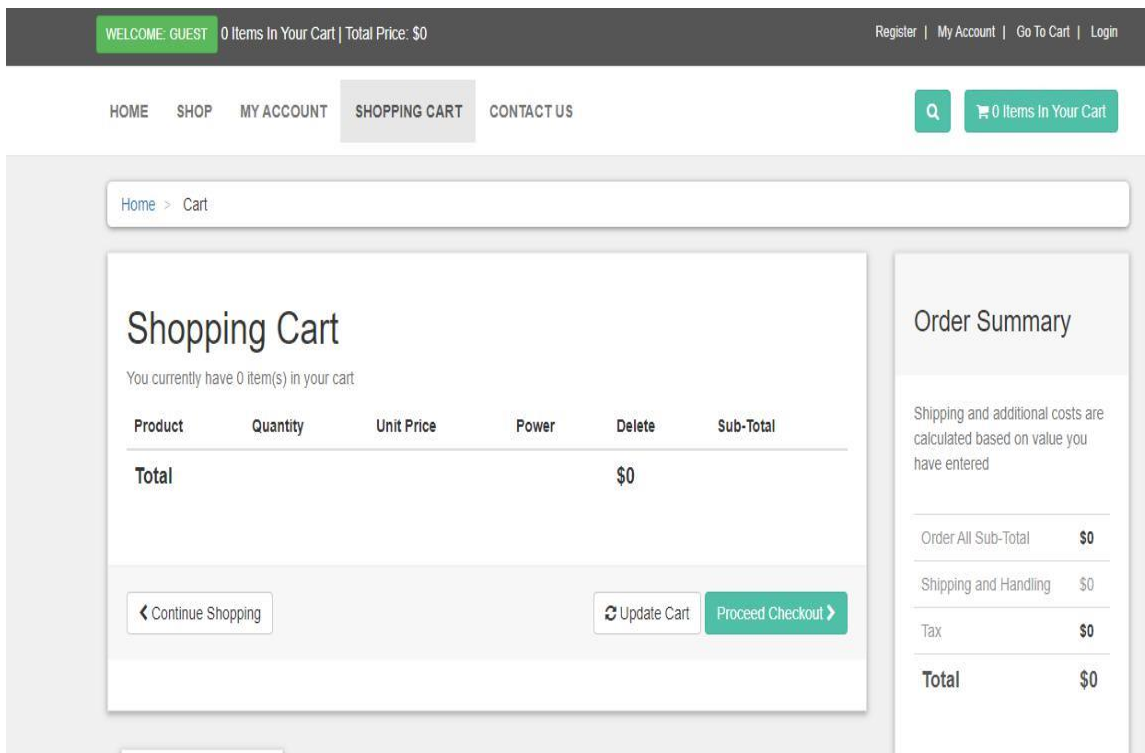 WELCOME: GUEST 0 Items In Your Cart | Total Price: $0
Register | My Account | Go To Cart | Login
HOME SHOP MY ACCOUNT SHOPPING CART CONTACT US
0 Items In Your Cart
Home > Cart
Shopping Cart
You currently have 0 item(s) in your cart
Product Quantity Unit Price Power Delete Sub-Total
Total $0
Continue Shopping
Update Cart
Proceed Checkout
Order Summary
Shipping and additional costs are
calculated based on value you
have entered
Order All Sub-Total $0
Shipping and Handling $0
Tax $0
Total $0